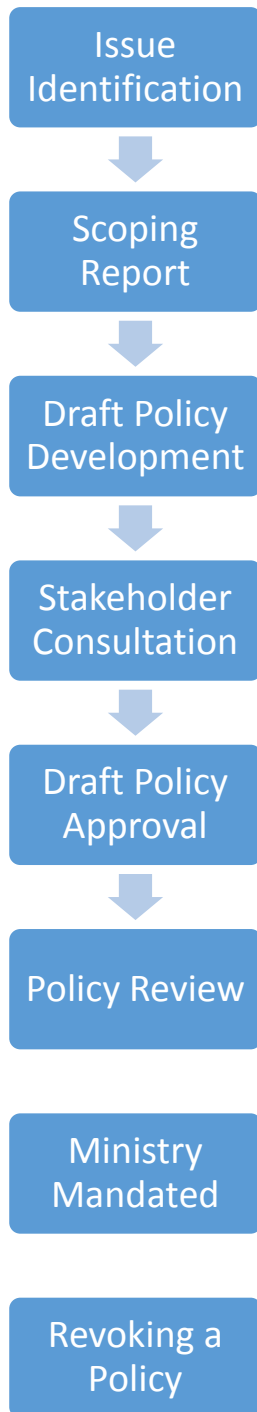 Issue
Identification
Scoping
Report
Draft Policy
Development
Stakeholder
Consultation
Draft Policy
Approval
Policy Review
Ministry
Mandated
Revoking a
Policy